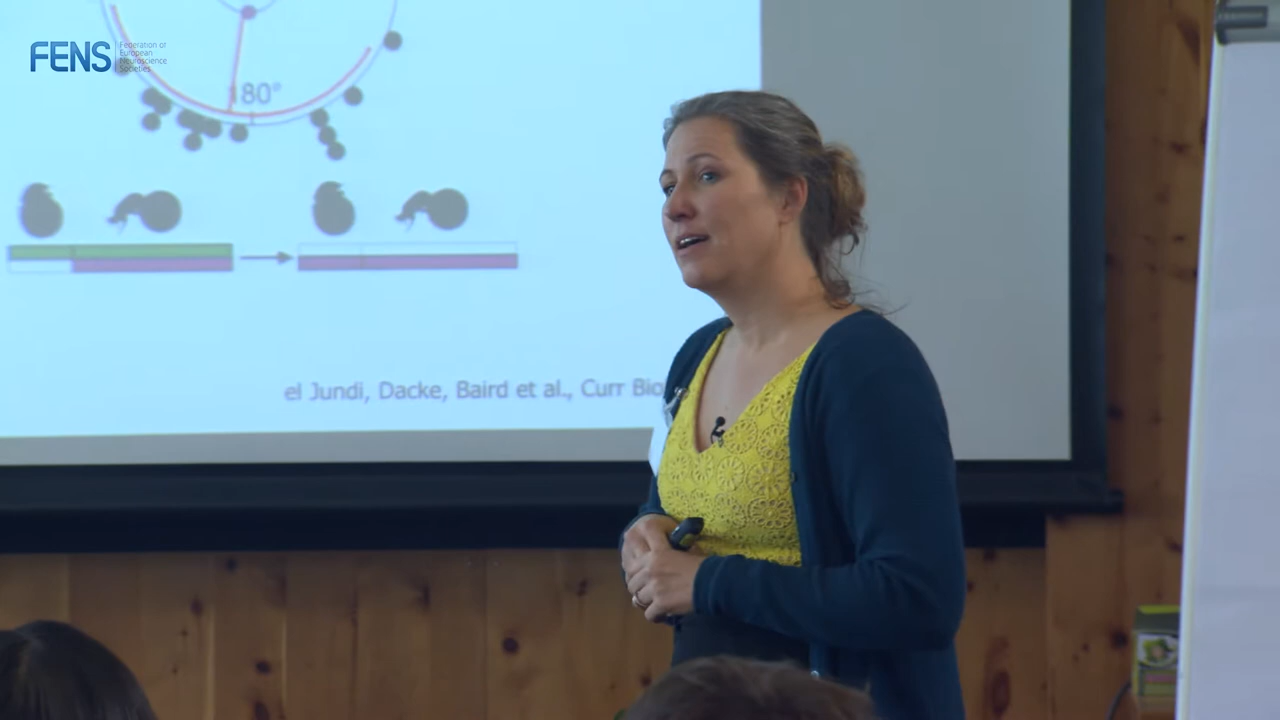 FENS
Federation of
European
Neuroscience
Societies
180°
el Jundi, Dacke, Baird et al., Curr Bio